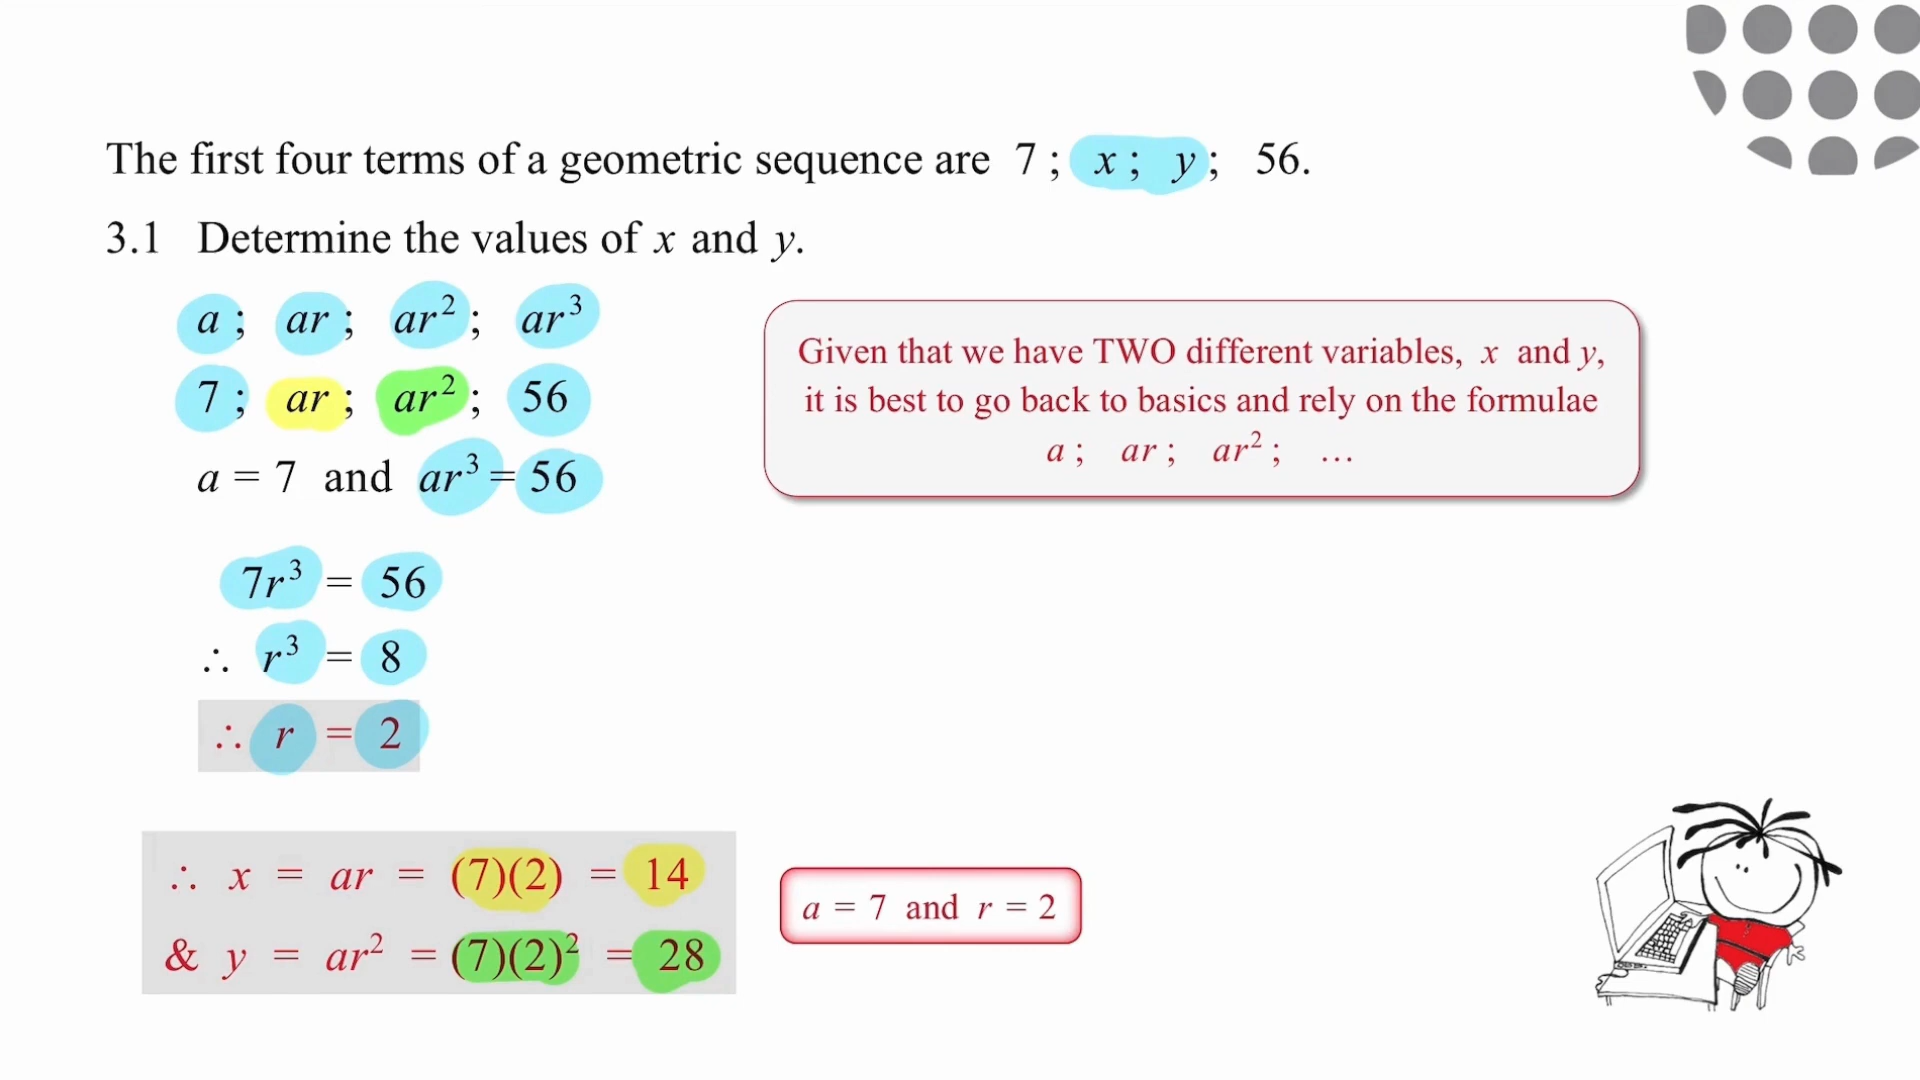 The first four terms of a geometric sequence are 7 ; x ; y ; 56.
3.1 Determine the values of x and y.
a ; ar ; ar² ; ar³
7 ; ar ; ar² ; 56
a = 7 and ar³ = 56
7r³ = 56
∴ r³ = 8
∴ r = 2
Given that we have TWO different variables, x and y,
it is best to go back to basics and rely on the formulae
a ; ar ; ar² ; …
∴ x = ar = (7)(2) = 14
& y = ar² = (7)(2)² = 28
a = 7 and r = 2